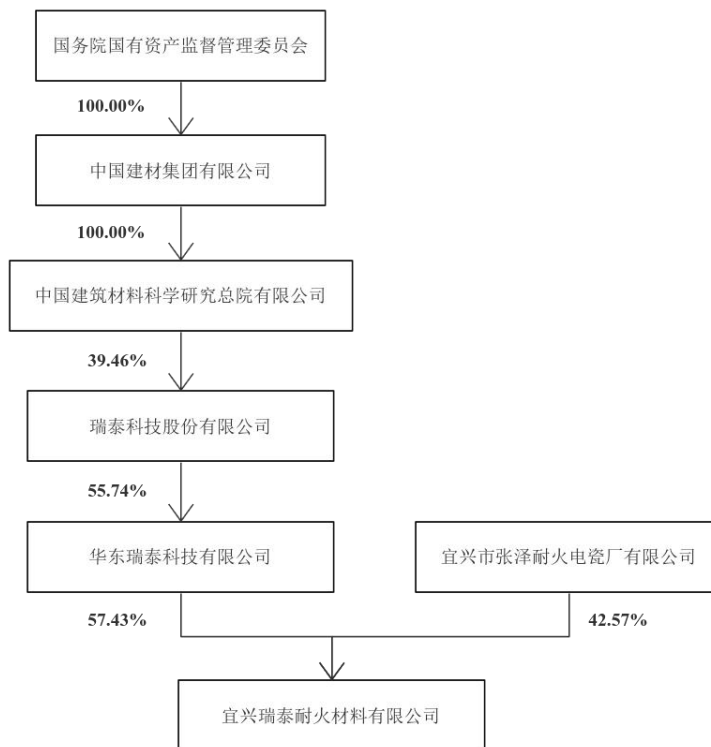 国务院国有资产监督管理委员会
100.00%
中国建材集团有限公司
100.00%
中国建筑材料科学研究总院有限公司
39.46%
瑞泰科技股份有限公司
55.74%
华东瑞泰科技有限公司
宜兴市张泽耐火电瓷厂有限公司
57.43%
42.57%
宜兴瑞泰耐火材料有限公司